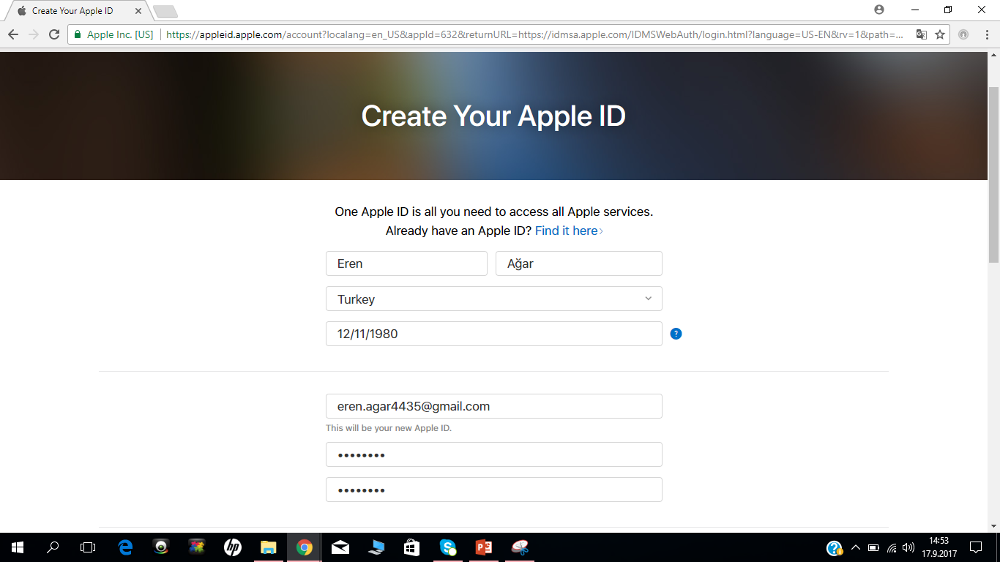 Create Your Apple ID
Apple Inc. [US]
https://appleid.apple.com/account?localang=en_US&appId=632&returnURL=https://idmsa.apple.com/IDMSWebAuth/login.html?language=US-EN&rv=1&path=...
Create Your Apple ID
One Apple ID is all you need to access all Apple services.
Already have an Apple ID? Find it here
Eren
Ağar
Turkey
12/11/1980
?
eren.agar4435@gmail.com
This will be your new Apple ID.
••••••••
••••••••
14:53
17.9.2017